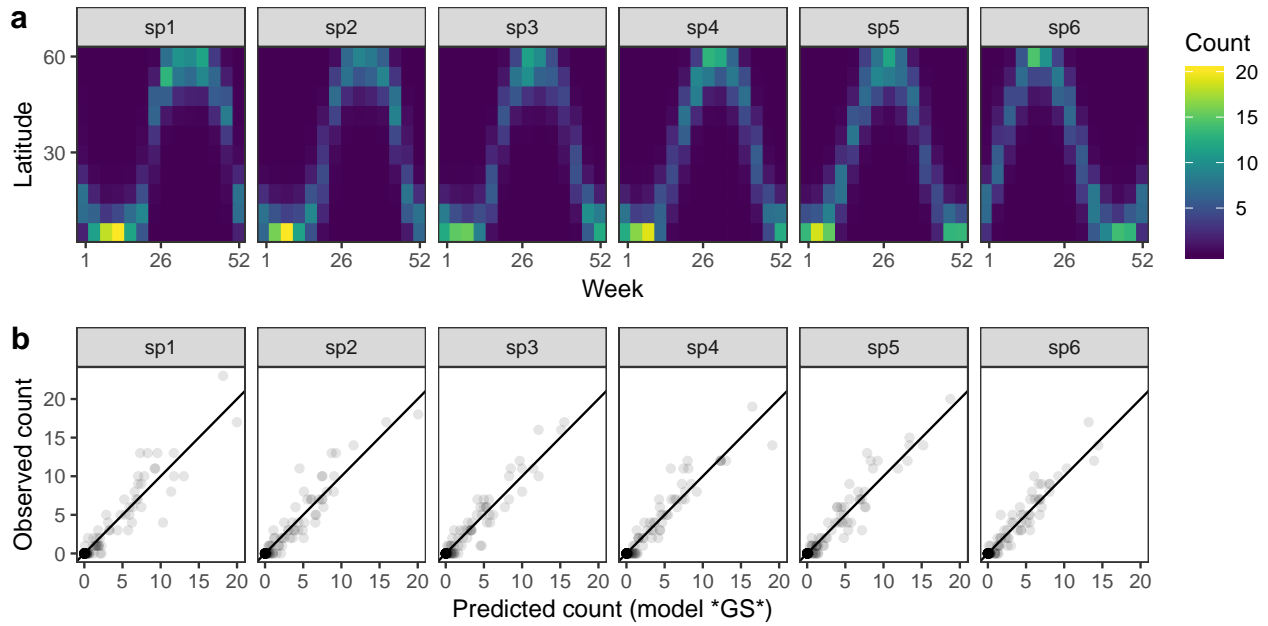 a
sp1 sp2 sp3 sp4 sp5 sp6
Count
60
30
Latitude
20
15
10
5
1 26 52 1 26 52 1 26 52 1 26 52 1 26 52 1 26 52
Week
b
sp1 sp2 sp3 sp4 sp5 sp6
Observed count
20
15
10
5
0
0 5 10 15 20 0 5 10 15 20 0 5 10 15 20 0 5 10 15 20 0 5 10 15 20 0 5 10 15 20
Predicted count (model *GS*)